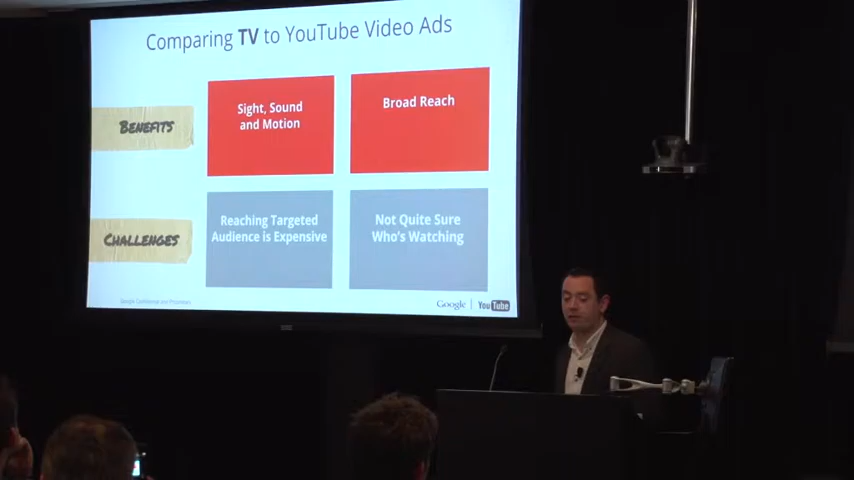 Comparing TV to YouTube Video Ads
BENEFITS
Sight, Sound
and Motion
Broad Reach
CHALLENGES
Reaching Targeted
Audience is Expensive
Not Quite Sure
Who's Watching
Google Confidential and Proprietary
Google | YouTube